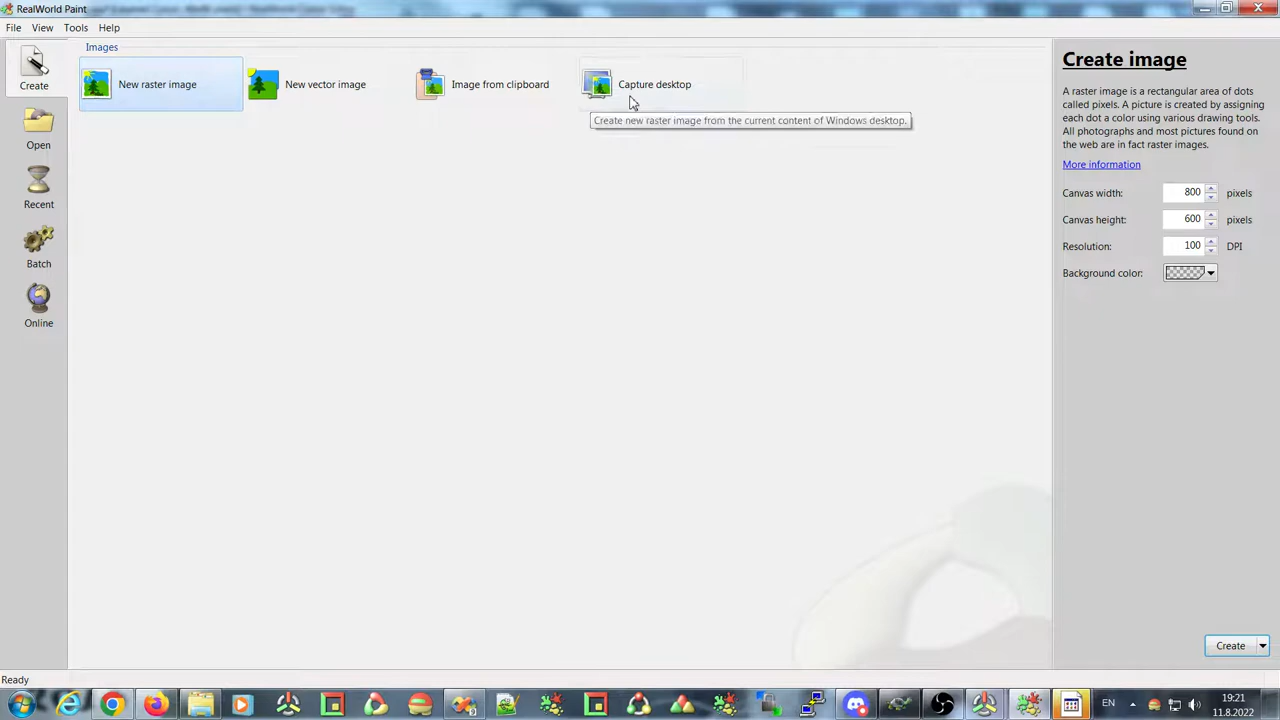 RealWorld Paint
File View Tools Help
Images
Create
New raster image
New vector image
Image from clipboard
Capture desktop
Create new raster image from the current content of Windows desktop.
Open
Recent
Batch
Online
Create image
A raster image is a rectangular area of dots
called pixels. A picture is created by assigning
each dot a color using various drawing tools.
All photographs and most pictures found on
the web are in fact raster images.
More information
Canvas width: 800 pixels
Canvas height: 600 pixels
Resolution: 100 DPI
Background color:
Create
Ready
EN
19:21
11.8.2022